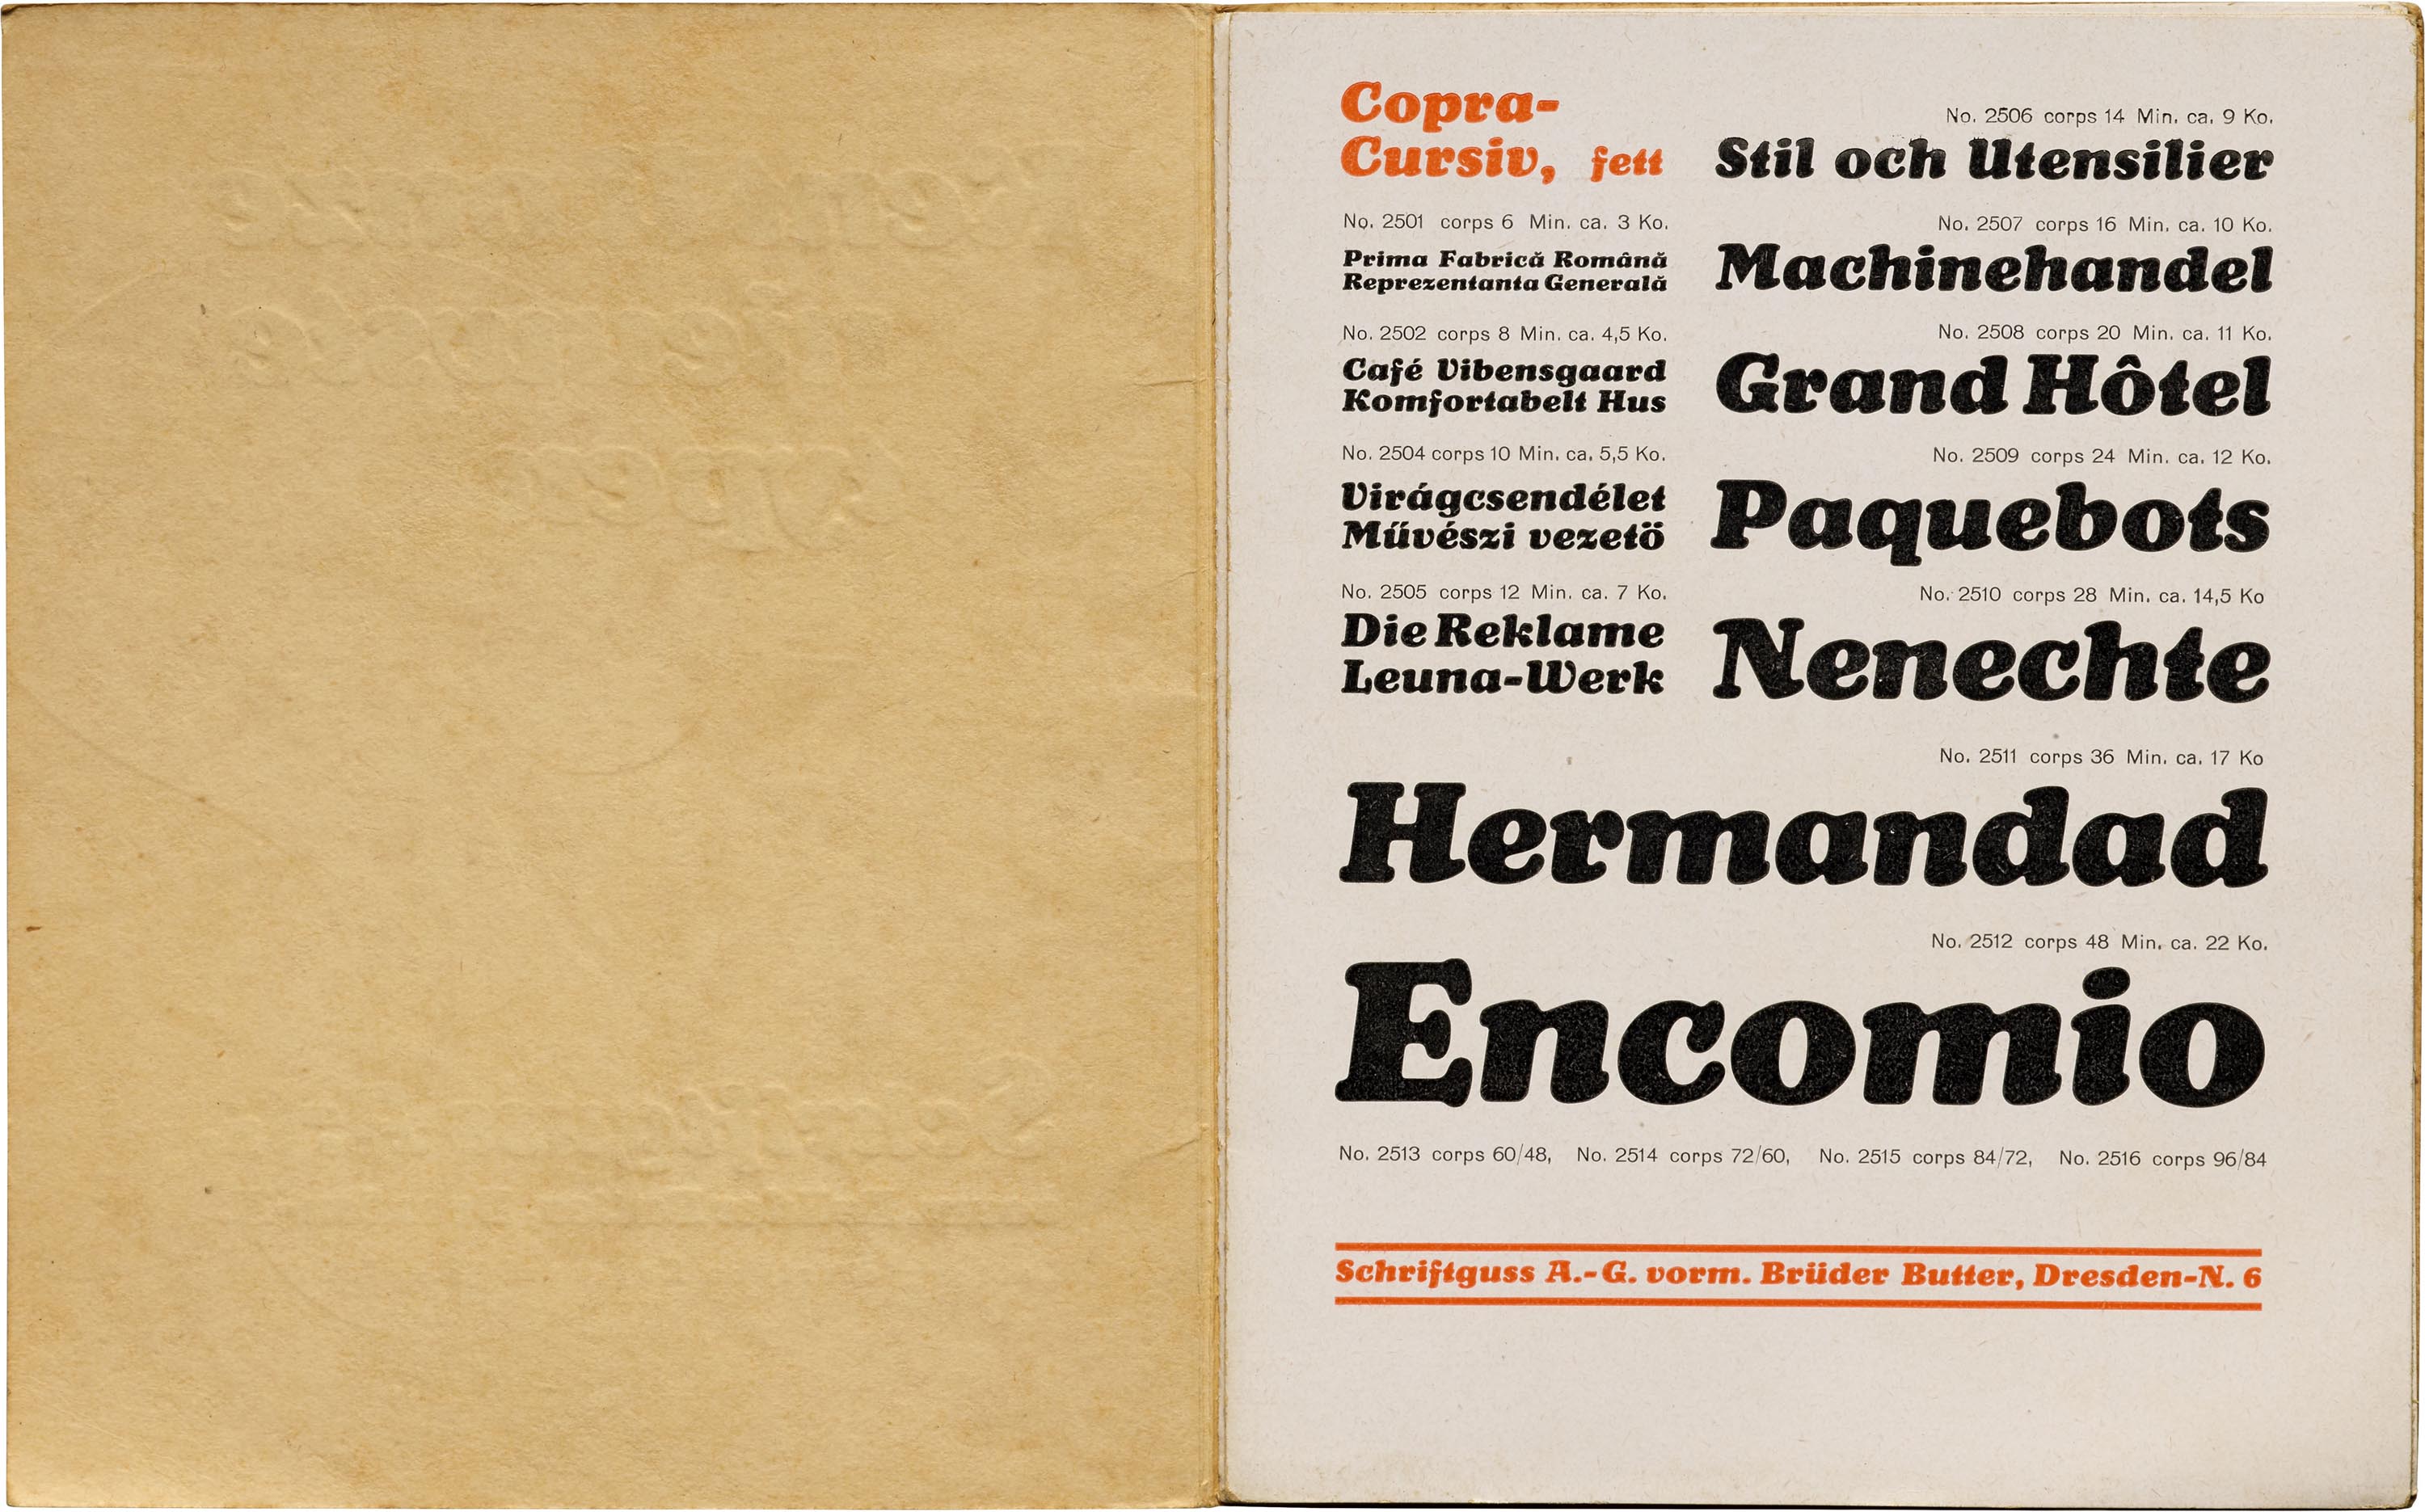 Copra-
Cursiv, fett
No. 2501 corps 6 Min. ca. 3 Ko.
Prima Fabrică Română
Reprezentanta Generală
No. 2502 corps 8 Min. ca. 4,5 Ko.
Café Vibensgaard
Komfortabelt Hus
No. 2504 corps 10 Min. ca. 5,5 Ko.
Virágcsendélet
Művészi vezetö
No. 2505 corps 12 Min. ca. 7 Ko.
Die Reklame
Leuna-Werk
No. 2506 corps 14 Min. ca. 9 Ko.
Stil och Utensilier
No. 2507 corps 16 Min. ca. 10 Ko.
Machinehandel
No. 2508 corps 20 Min. ca. 11 Ko.
Grand Hôtel
No. 2509 corps 24 Min. ca. 12 Ko.
Paquebots
No. 2510 corps 28 Min. ca. 14,5 Ko
Nenechte
No. 2511 corps 36 Min. ca. 17 Ko
Hermandad
No. 2512 corps 48 Min. ca. 22 Ko.
Encomio
No. 2513 corps 60/48, No. 2514 corps 72/60, No. 2515 corps 84/72, No. 2516 corps 96/84
Schriftguss A.-G. vorm. Brüder Butter, Dresden-N. 6